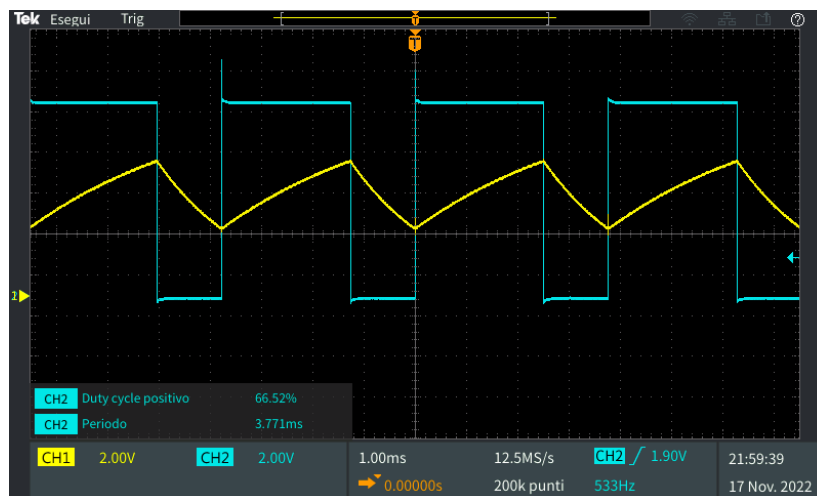 Tek Esegui Trig
T
T
2
CH2 Duty cycle positivo 66.52%
CH2 Periodo 3.771ms
CH1 2.00V CH2 2.00V 1.00ms 12.5MS/s CH2 1.90V 21:59:39
0.00000s 200k punti 533Hz 17 Nov. 2022